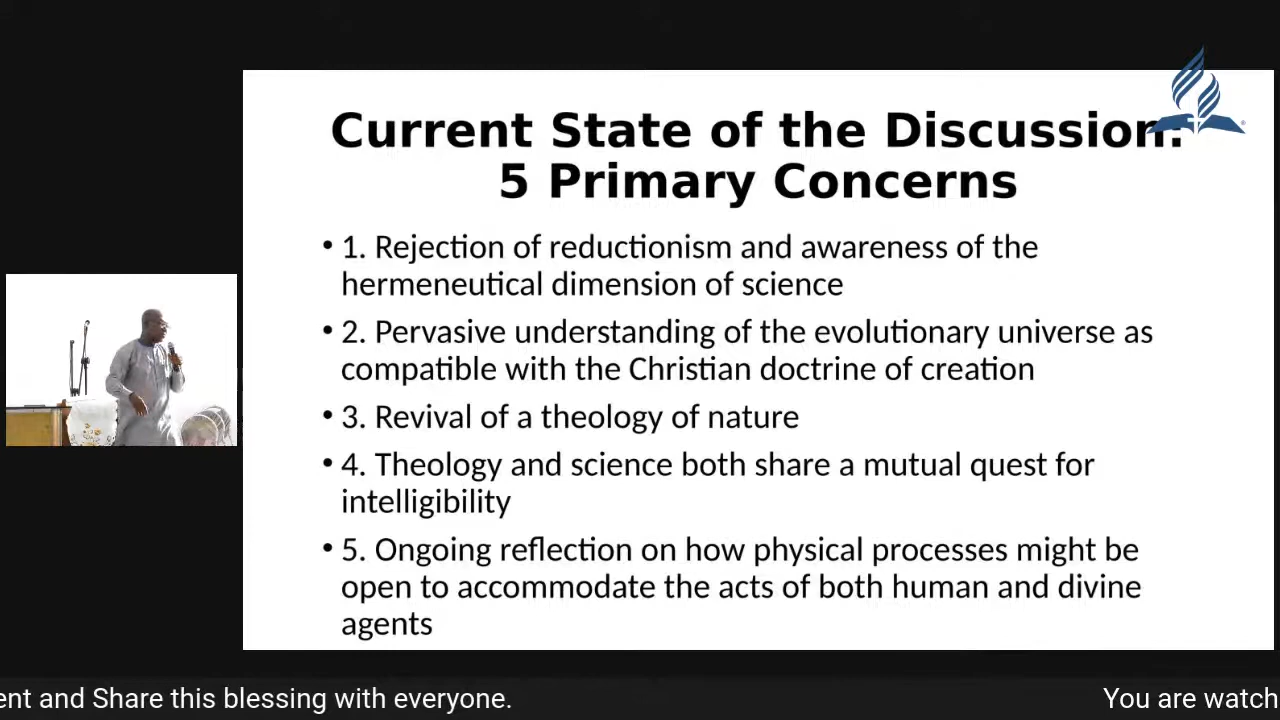 Current State of the Discussion:
5 Primary Concerns
• 1. Rejection of reductionism and awareness of the
hermeneutical dimension of science
• 2. Pervasive understanding of the evolutionary universe as
compatible with the Christian doctrine of creation
• 3. Revival of a theology of nature
• 4. Theology and science both share a mutual quest for
intelligibility
• 5. Ongoing reflection on how physical processes might be
open to accommodate the acts of both human and divine
agents
ent and Share this blessing with everyone.
You are watch